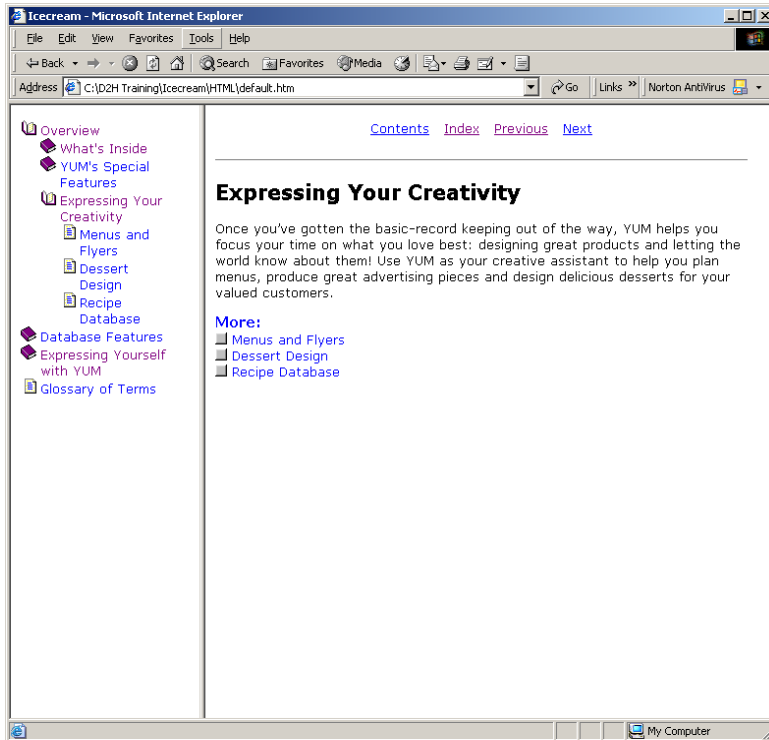 Icecream - Microsoft Internet Explorer
File Edit View Favorites Tools Help
Back Search Favorites Media
Address C:\D2H Training\Icecream\HTML\default.htm Go Links » Norton AntiVirus
Overview
What's Inside
YUM's Special
Features
Expressing Your
Creativity
Menus and
Flyers
Dessert
Design
Recipe
Database
Database Features
Expressing Yourself
with YUM
Glossary of Terms
Contents Index Previous Next
Expressing Your Creativity
Once you've gotten the basic-record keeping out of the way, YUM helps you
focus your time on what you love best: designing great products and letting the
world know about them! Use YUM as your creative assistant to help you plan
menus, produce great advertising pieces and design delicious desserts for your
valued customers.
More:
Menus and Flyers
Dessert Design
Recipe Database
My Computer